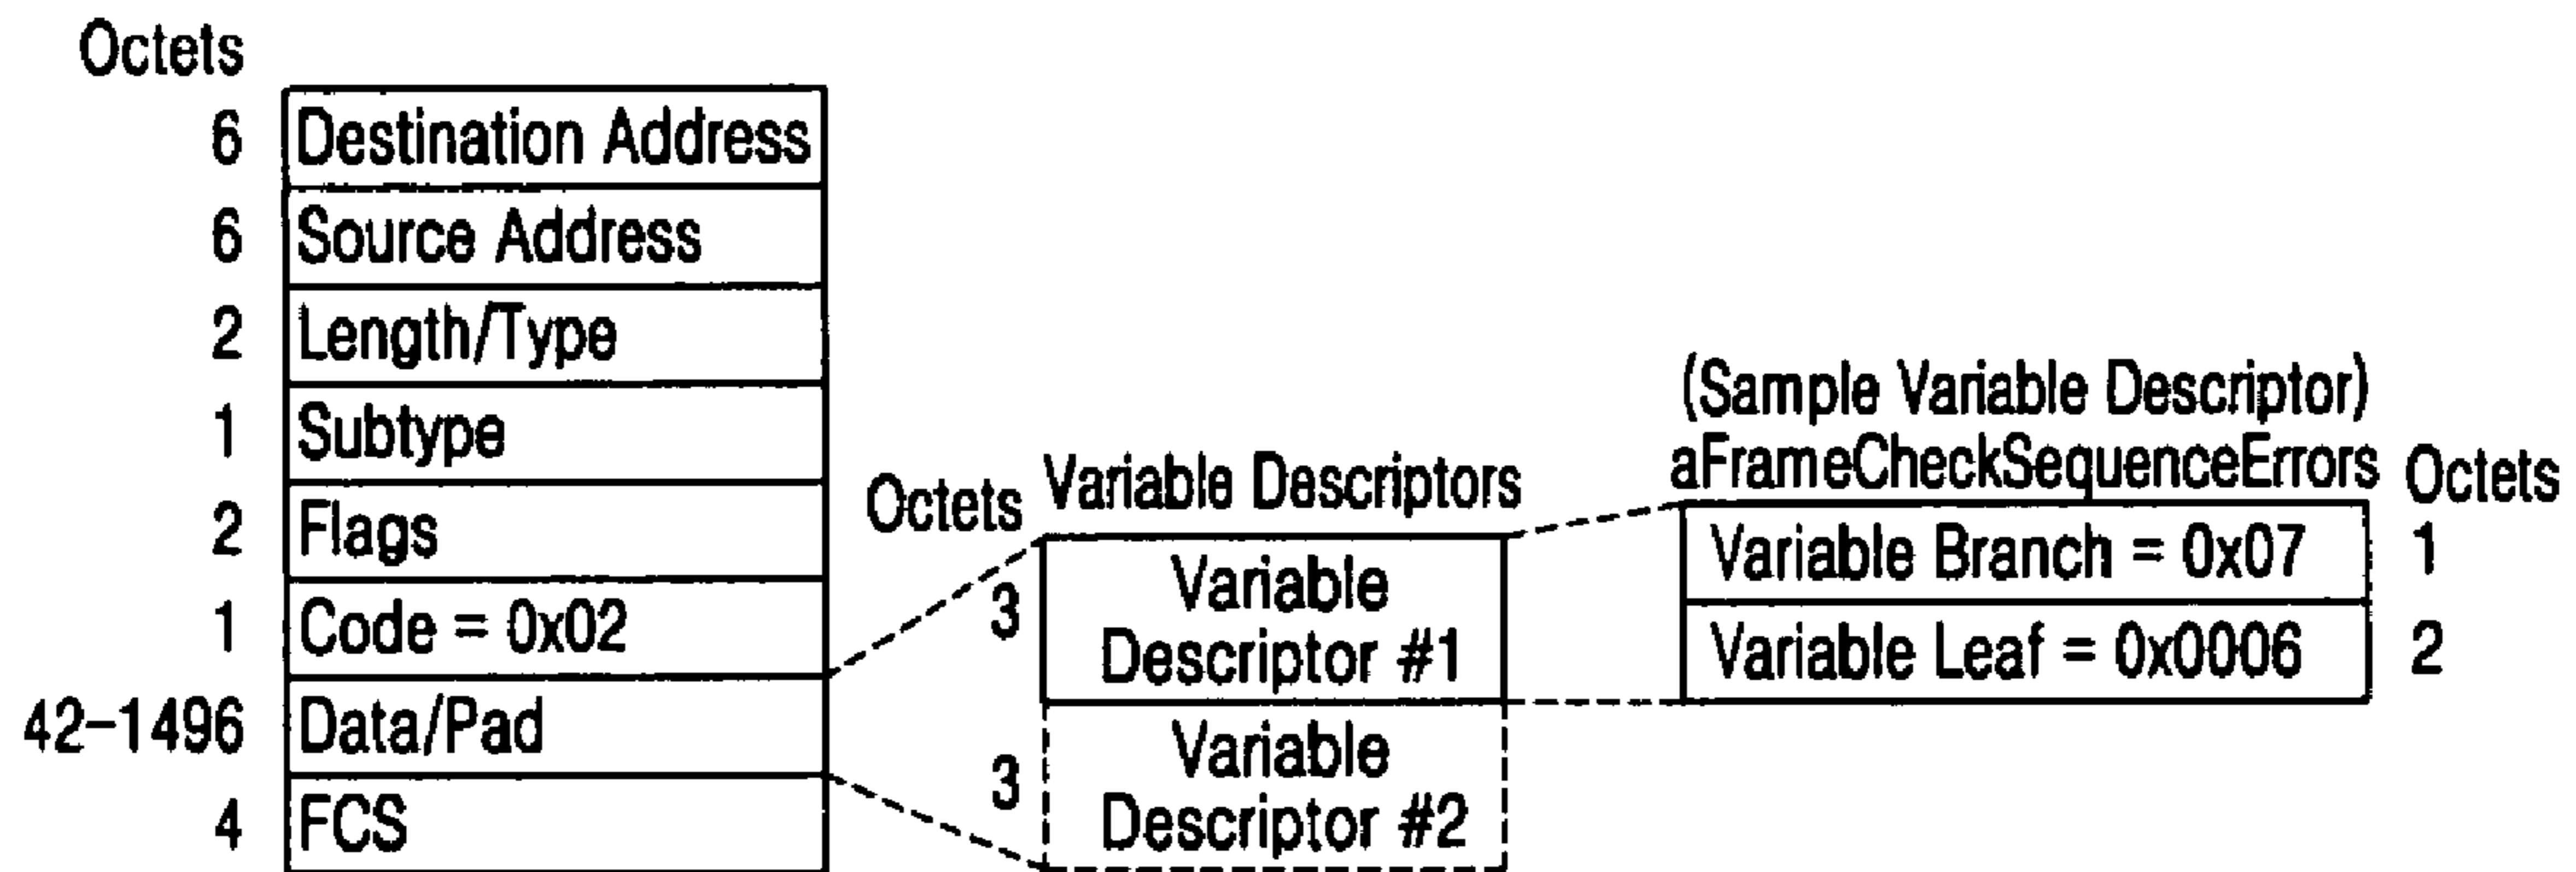 Octets
6 Destination Address
6 Source Address
2 Length/Type
1 Subtype
2 Flags
1 Code = 0x02
42-1496 Data/Pad
4 FCS
Octets Variable Descriptors
3 Variable
Descriptor #1
3 Variable
Descriptor #2
(Sample Variable Descriptor)
aFrameCheckSequenceErrors Octets
Variable Branch = 0x07 1
Variable Leaf = 0x0006 2